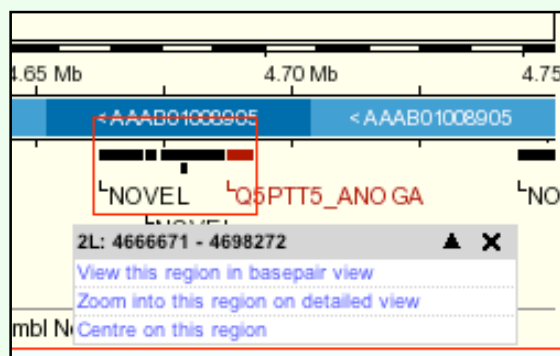 4.65 Mb 4.70 Mb 4.75
< AAAB01008905 < AAAB01008905
NOVEL Q5PTT5_ANOGA NO
2L: 4666671 - 4698272
View this region in basepair view
Zoom into this region on detailed view
Centre on this region
mbl